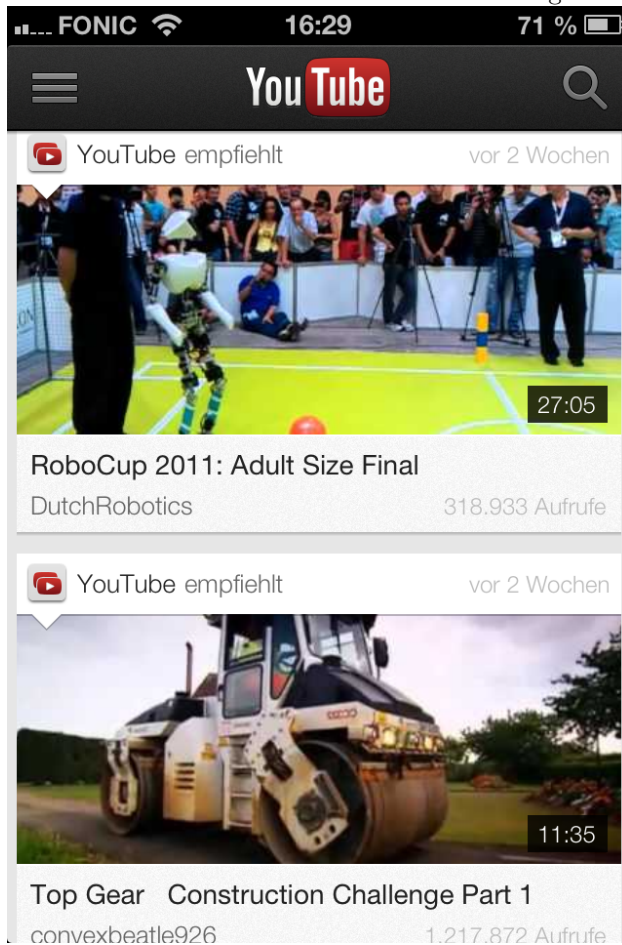 FONIC 16:29 71 %
YouTube
YouTube empfiehlt vor 2 Wochen
27:05
RoboCup 2011: Adult Size Final
DutchRobotics 318.933 Aufrufe
YouTube empfiehlt vor 2 Wochen
11:35
Top Gear Construction Challenge Part 1
convexbeatle926 1.217.872 Aufrufe